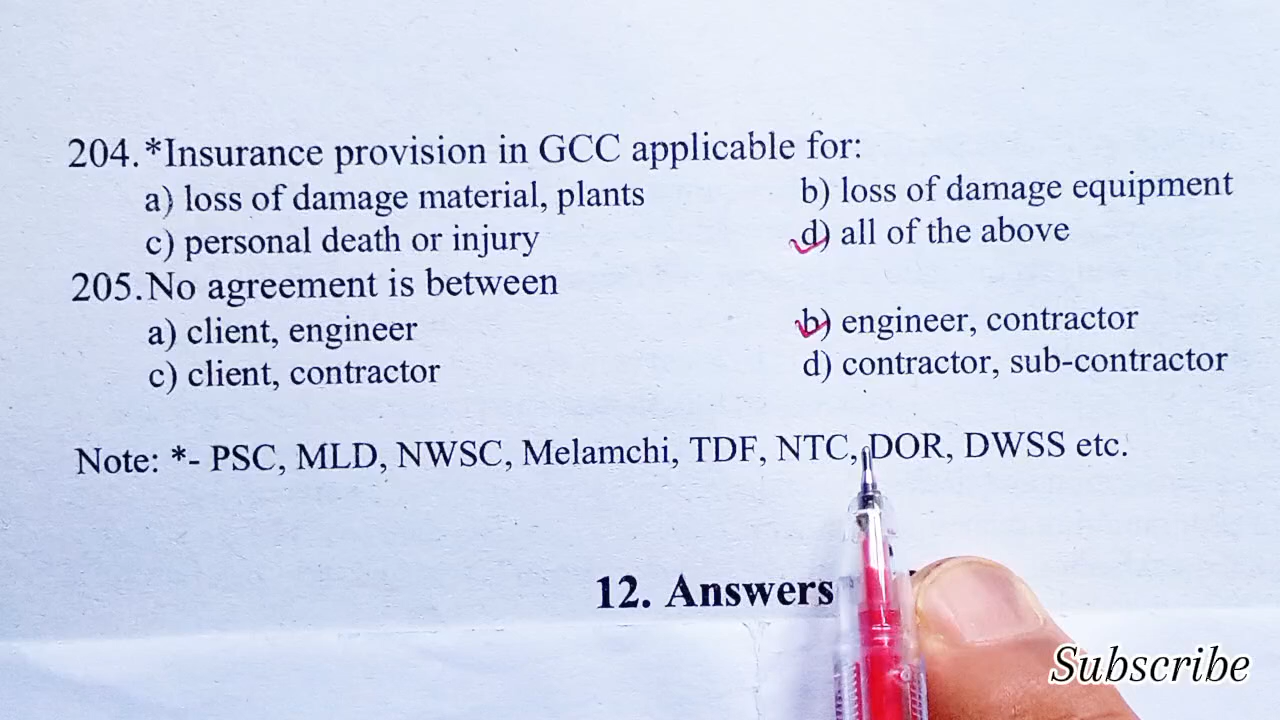 204.*Insurance provision in GCC applicable for:
a) loss of damage material, plants b) loss of damage equipment
c) personal death or injury d) all of the above
205.No agreement is between
a) client, engineer b) engineer, contractor
c) client, contractor d) contractor, sub-contractor
Note: *- PSC, MLD, NWSC, Melamchi, TDF, NTC, DOR, DWSS etc.
12. Answers
Subscribe